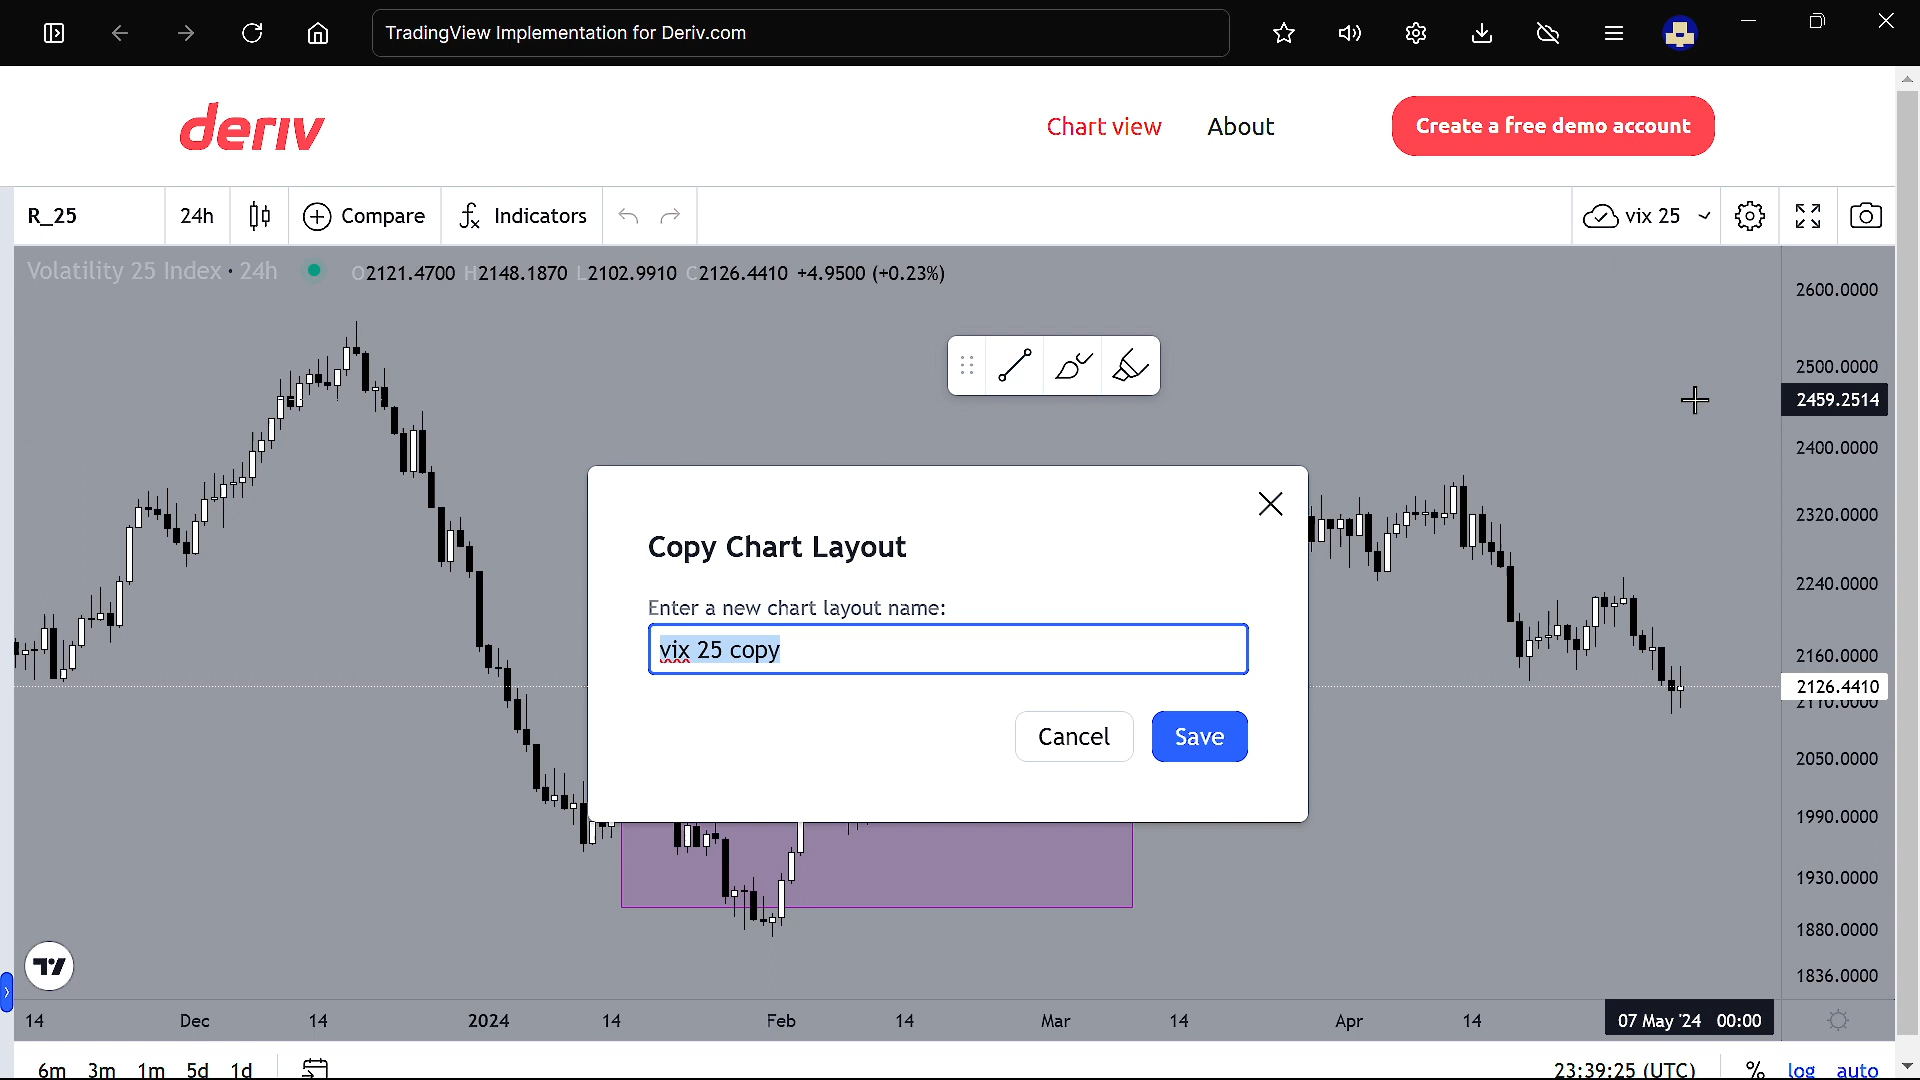 TradingView Implementation for Deriv.com
deriv
Chart view
About
Create a free demo account
R_25
24h
Compare
Indicators
vix 25
Volatility 25 Index · 24h
O2121.4700 H2148.1870 L2102.9910 C2126.4410 +4.9500 (+0.23%)
2600.0000
2500.0000
2459.2514
2400.0000
2320.0000
2240.0000
2160.0000
2126.4410
2110.0000
2050.0000
1990.0000
1930.0000
1880.0000
1836.0000
Copy Chart Layout
Enter a new chart layout name:
vix 25 copy
Cancel
Save
14 Dec 14 2024 14 Feb 14 Mar 14 Apr 14 07 May '24 00:00
6m 3m 1m 5d 1d
23:39:25 (UTC) % log auto